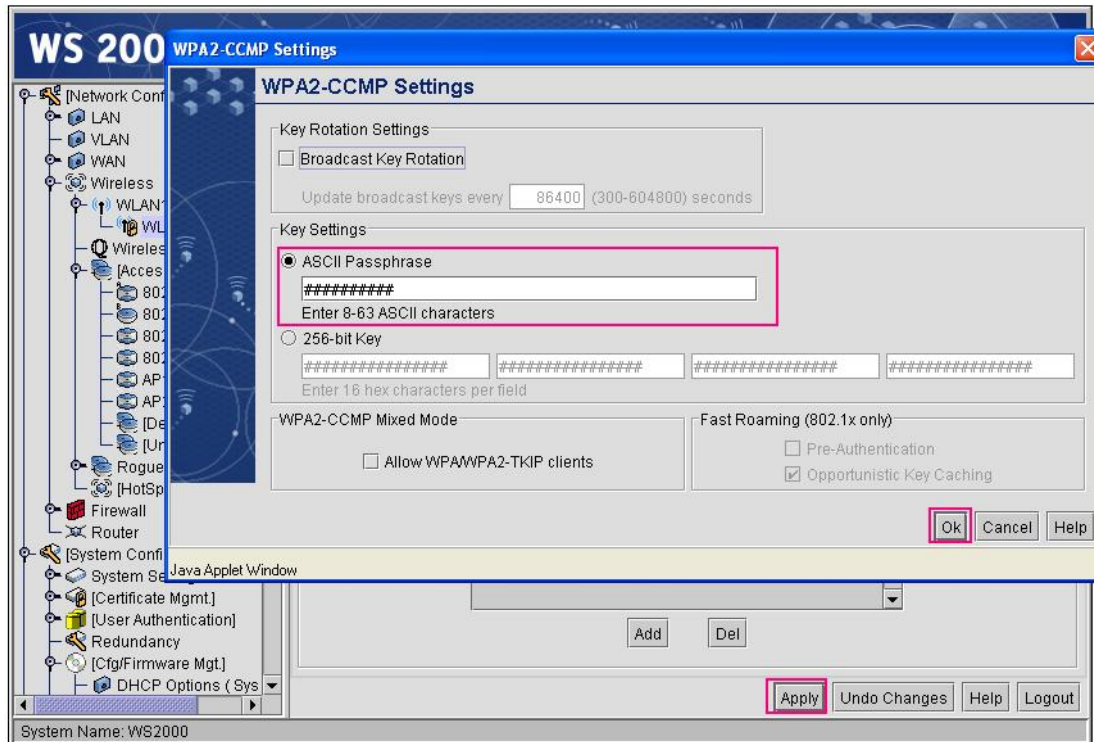 WS 200
WPA2-CCMP Settings
WPA2-CCMP Settings
Key Rotation Settings
Broadcast Key Rotation
Update broadcast keys every 86400 (300-604800) seconds
Key Settings
ASCII Passphrase
##########
Enter 8-63 ASCII characters
256-bit Key
################ ################ ################ ################
Enter 16 hex characters per field
WPA2-CCMP Mixed Mode
Allow WPA/WPA2-TKIP clients
Fast Roaming (802.1x only)
Pre-Authentication
Opportunistic Key Caching
Ok Cancel Help
Java Applet Window
[Network Conf
LAN
VLAN
WAN
Wireless
WLAN
WL
Wireles
[Acces
802
802
802
802
AP
AP
[De
[Un
Rogue
[HotSp
Firewall
Router
[System Confi
System Se
[Certificate Mgmt.]
[User Authentication]
Redundancy
[Cfg/Firmware Mgt.]
DHCP Options ( Sys
Add Del
Apply Undo Changes Help Logout
System Name: WS2000